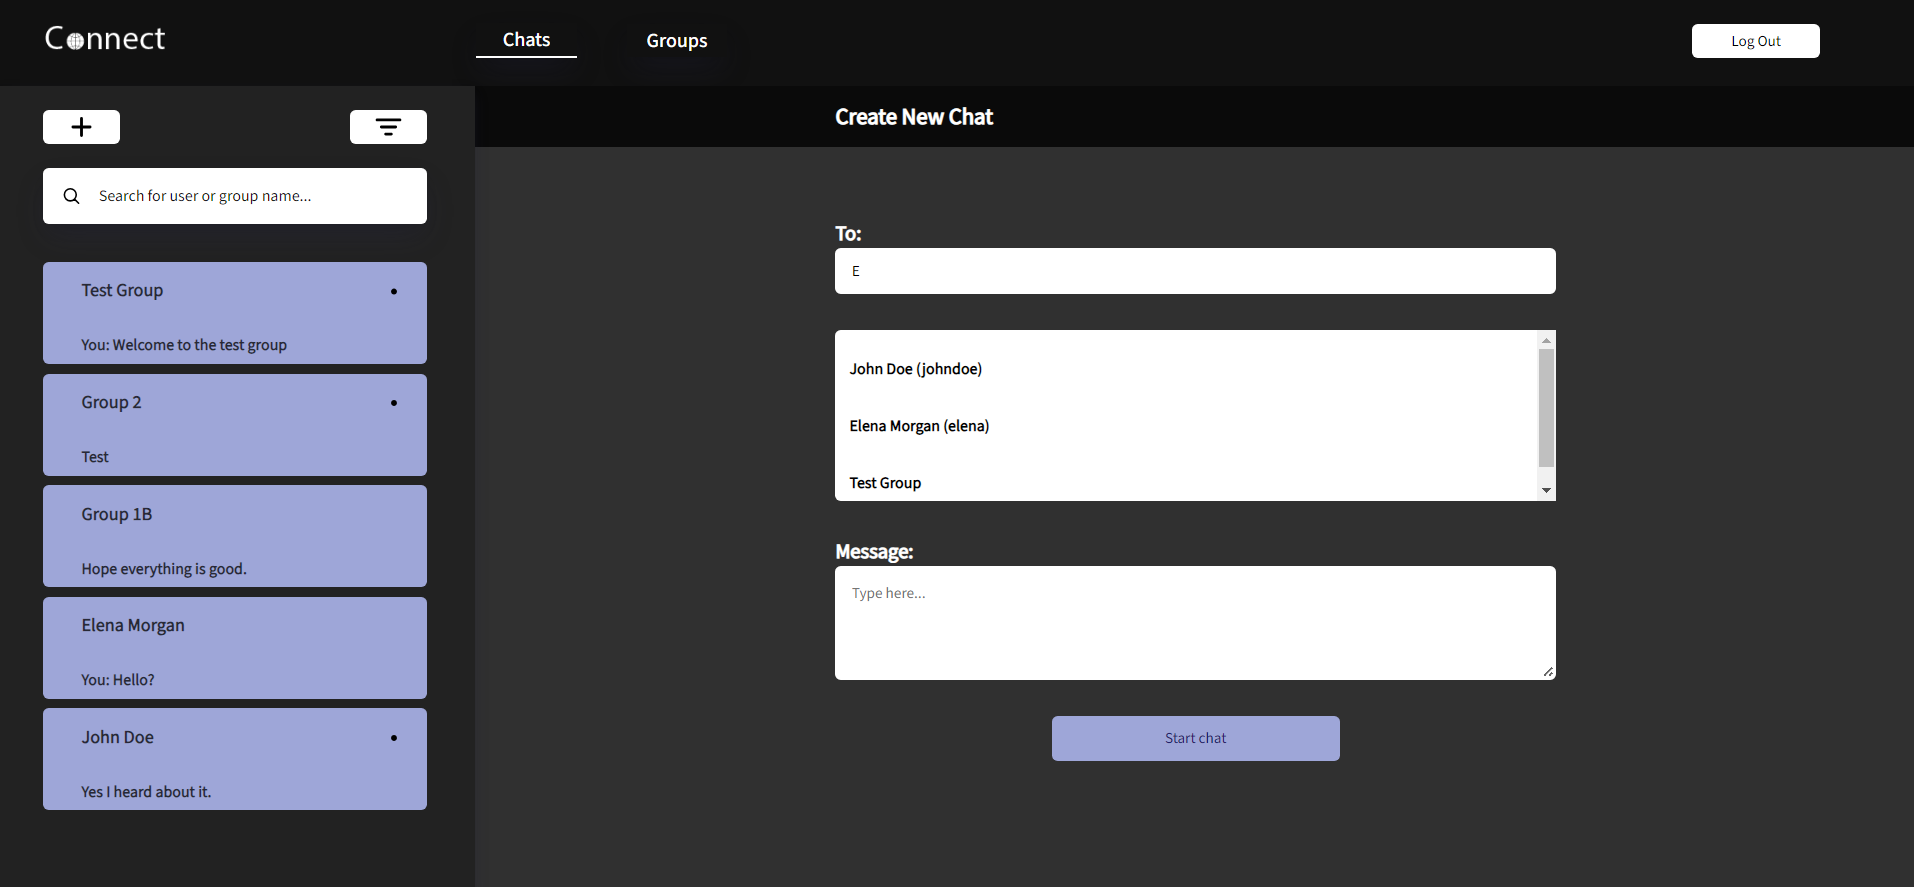 Connect
Chats
Groups
Log Out
Create New Chat
Search for user or group name...
Test Group
You: Welcome to the test group
Group 2
Test
Group 1B
Hope everything is good.
Elena Morgan
You: Hello?
John Doe
Yes I heard about it.
To:
E
John Doe (johndoe)
Elena Morgan (elena)
Test Group
Message:
Type here...
Start chat